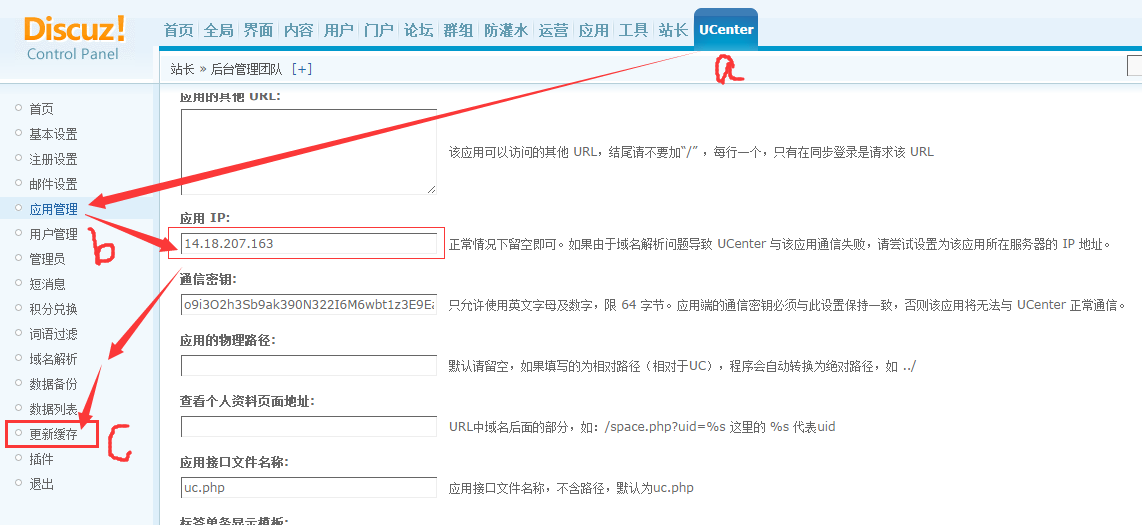 Discuz!
Control Panel
首页 全局 界面 内容 用户 门户 论坛 群组 防灌水 运营 应用 工具 站长 UCenter
a
站长 » 后台管理团队 [+]
首页
基本设置
注册设置
邮件设置
应用管理
用户管理
管理员
短消息
积分兑换
词语过滤
域名解析
数据备份
数据列表
更新缓存
插件
退出
b
C
应用的其他 URL:
该应用可以访问的其他 URL，结尾请不要加“/” ，每行一个，只有在同步登录是请求该 URL
应用 IP:
14.18.207.163
正常情况下留空即可。如果由于域名解析问题导致 UCenter 与该应用通信失败，请尝试设置为该应用所在服务器的 IP 地址。
通信密钥:
o9i3O2h3Sb9ak390N322I6M6wbt1z3E9Ea
只允许使用英文字母及数字，限 64 字节。应用端的通信密钥必须与此设置保持一致，否则该应用将无法与 UCenter 正常通信。
应用的物理路径:
默认请留空，如果填写的为相对路径（相对于UC），程序会自动转换为绝对路径，如 ../
查看个人资料页面地址:
URL中域名后面的部分，如：/space.php?uid=%s 这里的 %s 代表uid
应用接口文件名称:
uc.php
应用接口文件名称，不含路径，默认为uc.php
标签单条显示模板: